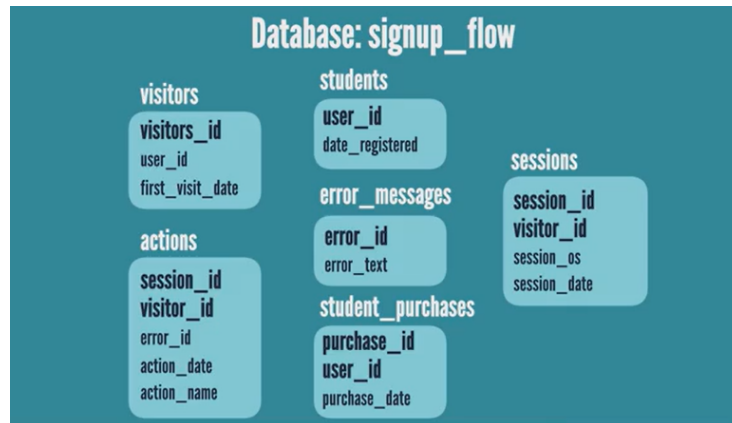 Database: signup_flow
visitors
visitors_id
user_id
first_visit_date
actions
session_id
visitor_id
error_id
action_date
action_name
students
user_id
date_registered
error_messages
error_id
error_text
student_purchases
purchase_id
user_id
purchase_date
sessions
session_id
visitor_id
session_os
session_date